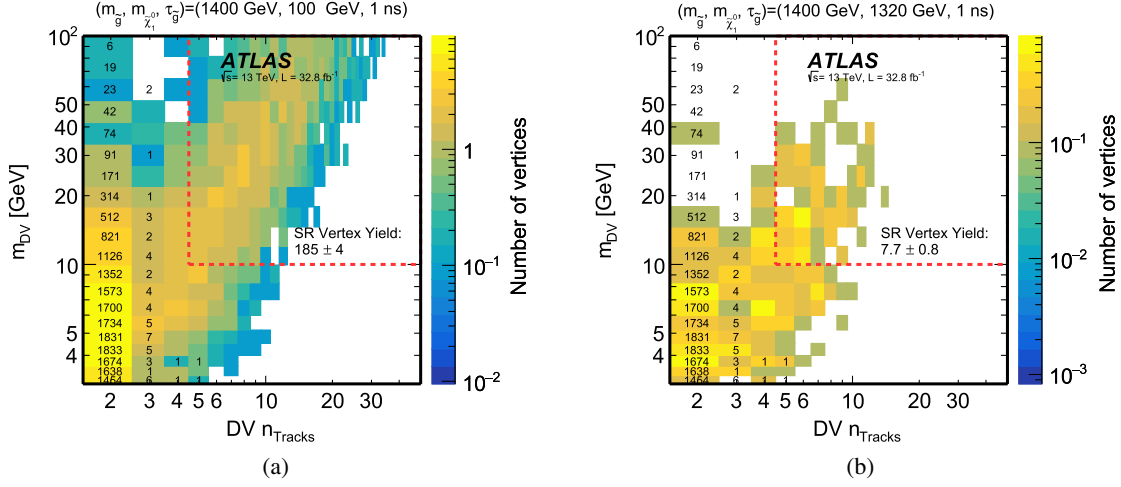 (m_g̃, m_χ̃₁⁰, τ_g̃)=(1400 GeV, 100 GeV, 1 ns)
10²
50
40
30
20
10
5
4
m_DV [GeV]
ATLAS
√s= 13 TeV, L = 32.8 fb⁻¹
6
19
23 2
42
74
91 1
171
314 1
512 3
821 2
1126 4
1352 2
1573 4
1700 4
1734 5
1831 7
1833 5
1674 3 1 1
1638 1
1464 6 1 1
SR Vertex Yield:
185 ± 4
2 3 4 5 6 10 20 30
DV n_Tracks
1
10⁻¹
10⁻²
Number of vertices
(a)
(m_g̃, m_χ̃₁⁰, τ_g̃)=(1400 GeV, 1320 GeV, 1 ns)
10²
50
40
30
20
10
5
4
m_DV [GeV]
ATLAS
√s= 13 TeV, L = 32.8 fb⁻¹
6
19
23 2
42
74
91 1
171
314 1
512 3
821 2
1126 4
1352 2
1573 4
1700 4
1734 5
1831 7
1833 5
1674 3 1 1
1638 1
1464 6 1 1
SR Vertex Yield:
7.7 ± 0.8
2 3 4 5 6 10 20 30
DV n_Tracks
10⁻¹
10⁻²
10⁻³
Number of vertices
(b)